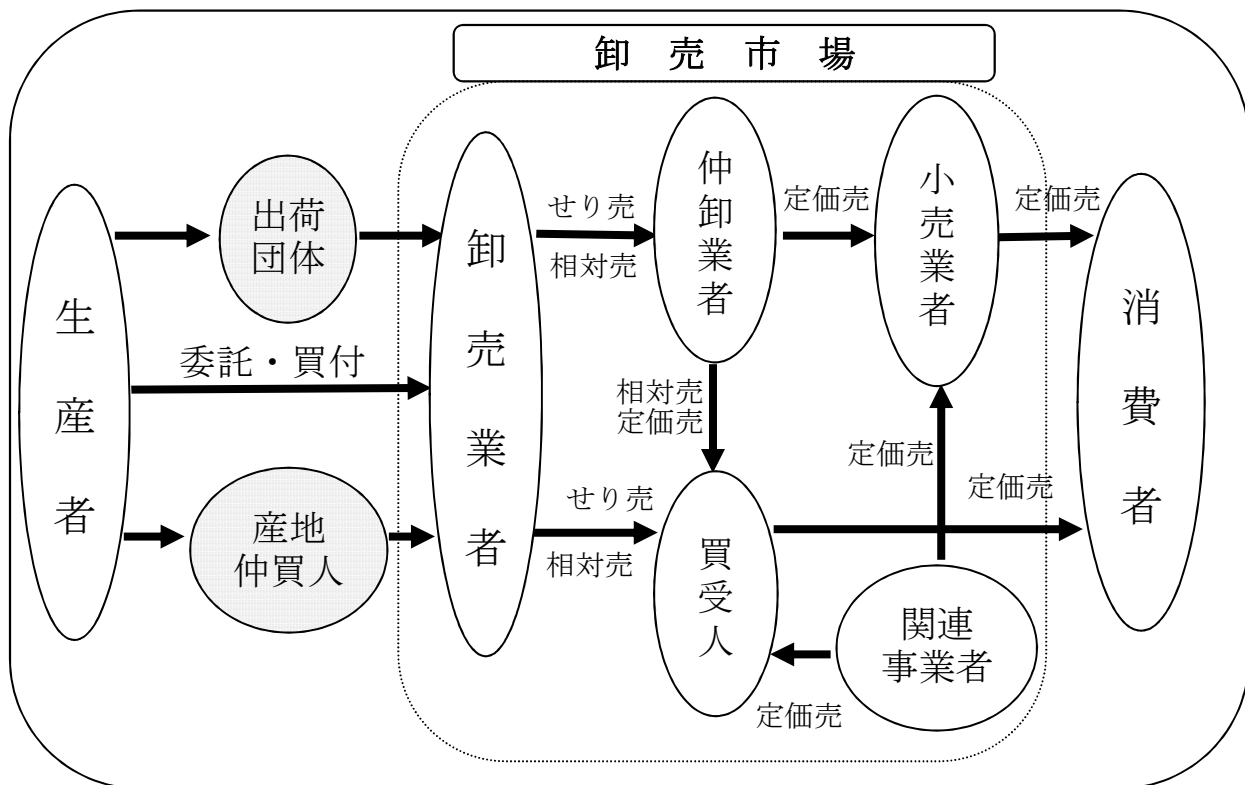 卸売市場
生産者
出荷
団体
委託・買付
産地
仲買人
卸売業者
せり売
相対売
仲卸業者
定価売
小売業者
定価売
相対売
定価売
せり売
相対売
買受人
定価売
定価売
関連
事業者
定価売
消費者